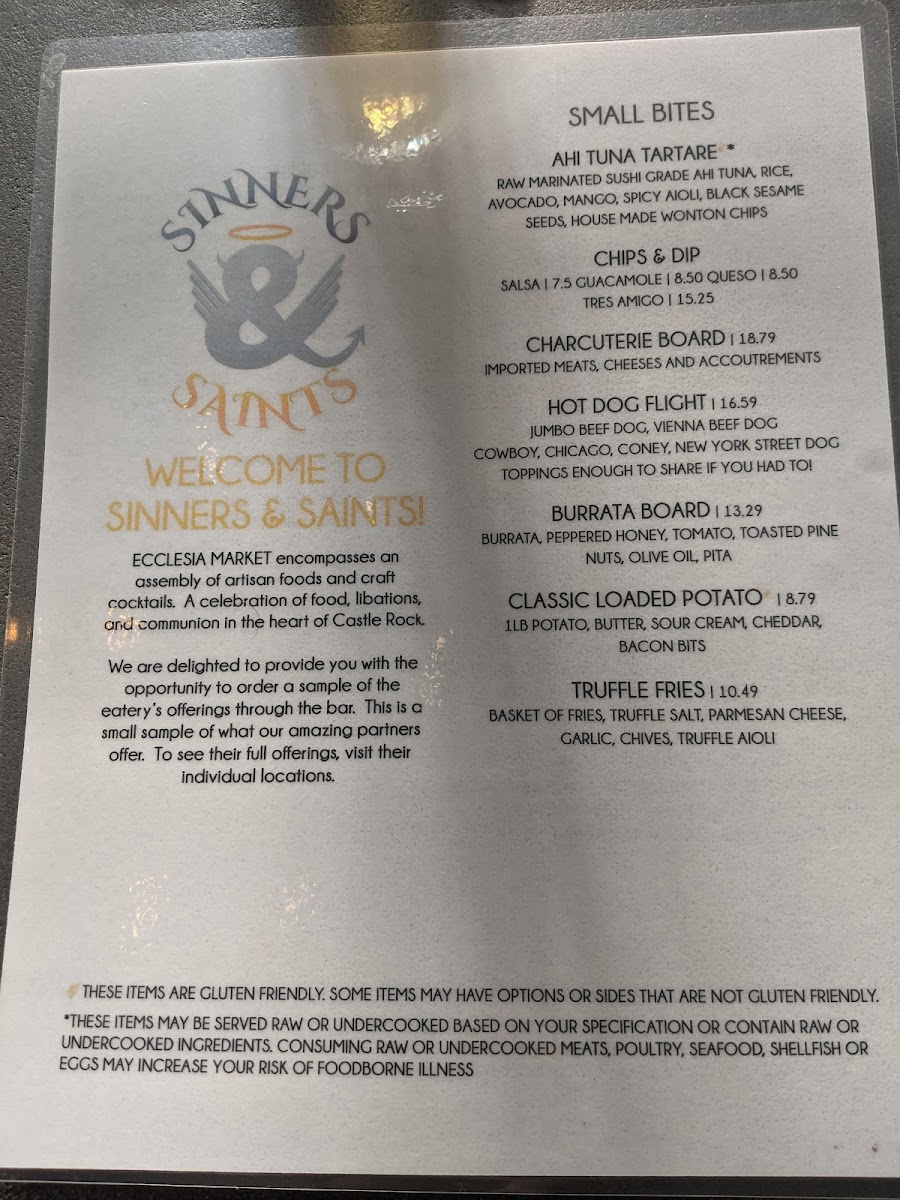 SINNERS
&
SAINTS
WELCOME TO
SINNERS & SAINTS!
ECCLESIA MARKET encompasses an
assembly of artisan foods and craft
cocktails. A celebration of food, libations,
and communion in the heart of Castle Rock.
We are delighted to provide you with the
opportunity to order a sample of the
eatery's offerings through the bar. This is a
small sample of what our amazing partners
offer. To see their full offerings, visit their
individual locations.
SMALL BITES
AHI TUNA TARTARE *
RAW MARINATED SUSHI GRADE AHI TUNA, RICE,
AVOCADO, MANGO, SPICY AIOLI, BLACK SESAME
SEEDS, HOUSE MADE WONTON CHIPS
CHIPS & DIP
SALSA | 7.5 GUACAMOLE | 8.50 QUESO | 8.50
TRES AMIGO | 15.25
CHARCUTERIE BOARD | 18.79
IMPORTED MEATS, CHEESES AND ACCOUTREMENTS
HOT DOG FLIGHT | 16.59
JUMBO BEEF DOG, VIENNA BEEF DOG
COWBOY, CHICAGO, CONEY, NEW YORK STREET DOG
TOPPINGS ENOUGH TO SHARE IF YOU HAD TO!
BURRATA BOARD | 13.29
BURRATA, PEPPERED HONEY, TOMATO, TOASTED PINE
NUTS, OLIVE OIL, PITA
CLASSIC LOADED POTATO | 8.79
1LB POTATO, BUTTER, SOUR CREAM, CHEDDAR,
BACON BITS
TRUFFLE FRIES | 10.49
BASKET OF FRIES, TRUFFLE SALT, PARMESAN CHEESE,
GARLIC, CHIVES, TRUFFLE AIOLI
THESE ITEMS ARE GLUTEN FRIENDLY. SOME ITEMS MAY HAVE OPTIONS OR SIDES THAT ARE NOT GLUTEN FRIENDLY.
*THESE ITEMS MAY BE SERVED RAW OR UNDERCOOKED BASED ON YOUR SPECIFICATION OR CONTAIN RAW OR
UNDERCOOKED INGREDIENTS. CONSUMING RAW OR UNDERCOOKED MEATS, POULTRY, SEAFOOD, SHELLFISH OR
EGGS MAY INCREASE YOUR RISK OF FOODBORNE ILLNESS